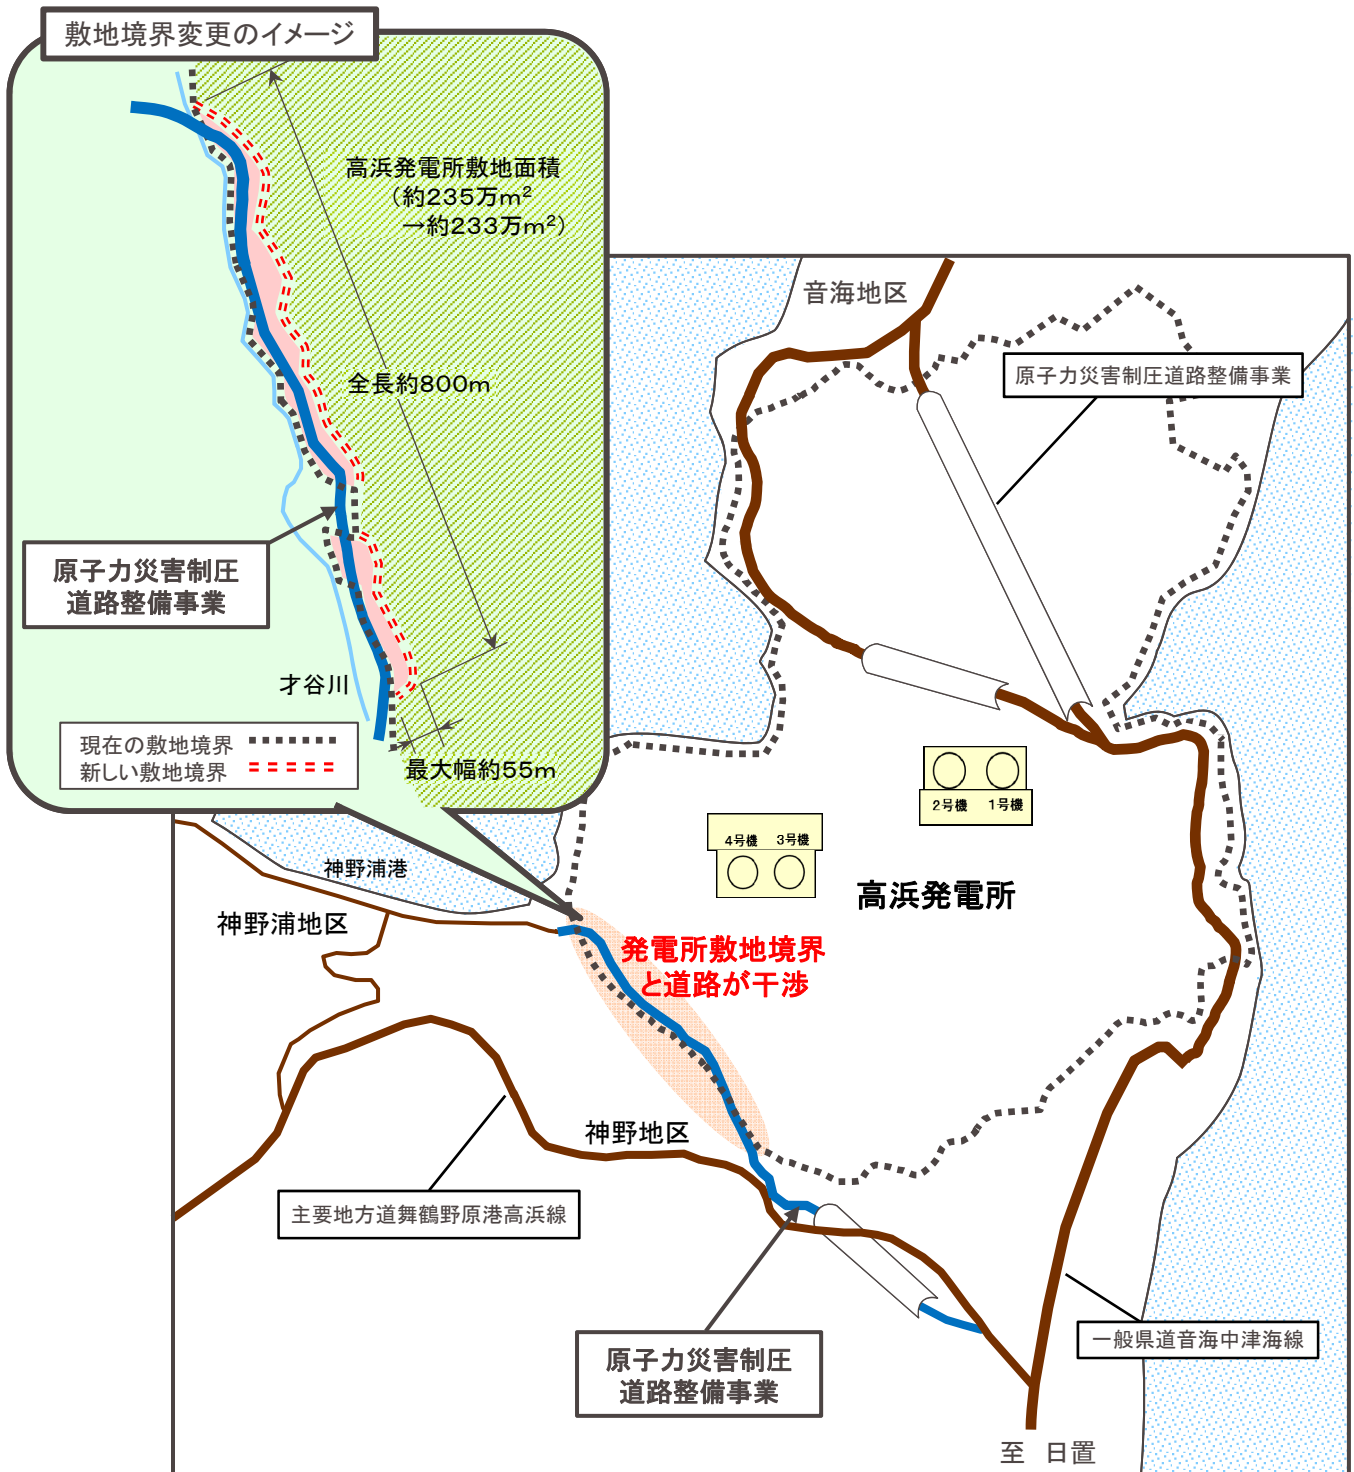 敷地境界変更のイメージ
高浜発電所敷地面積
（約235万m²
→約233万m²）
全長約800m
原子力災害制圧
道路整備事業
才谷川
現在の敷地境界
新しい敷地境界
最大幅約55m
音海地区
原子力災害制圧道路整備事業
2号機
1号機
4号機
3号機
高浜発電所
神野浦港
神野浦地区
発電所敷地境界
と道路が干渉
神野地区
主要地方道舞鶴野原港高浜線
原子力災害制圧
道路整備事業
一般県道音海中津海線
至 日置